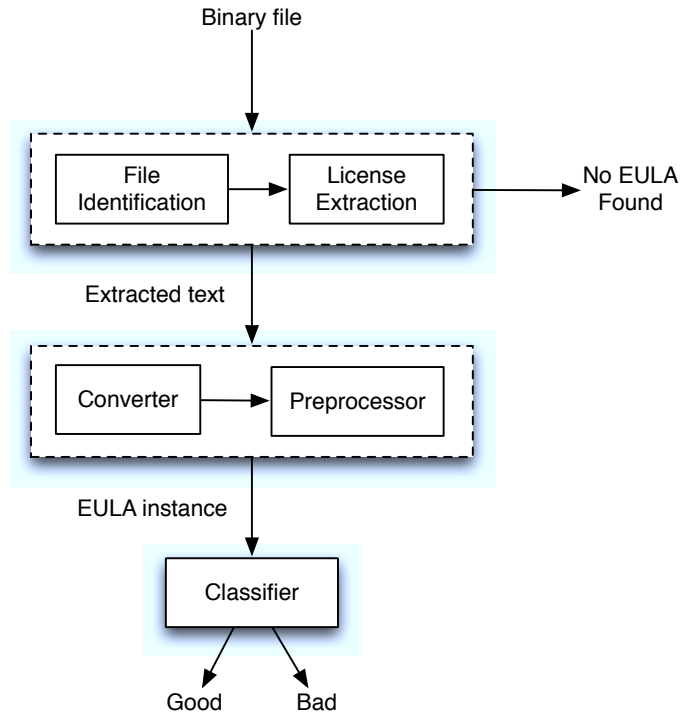 Binary file
File
Identification
License
Extraction
No EULA
Found
Extracted text
Converter
Preprocessor
EULA instance
Classifier
Good
Bad